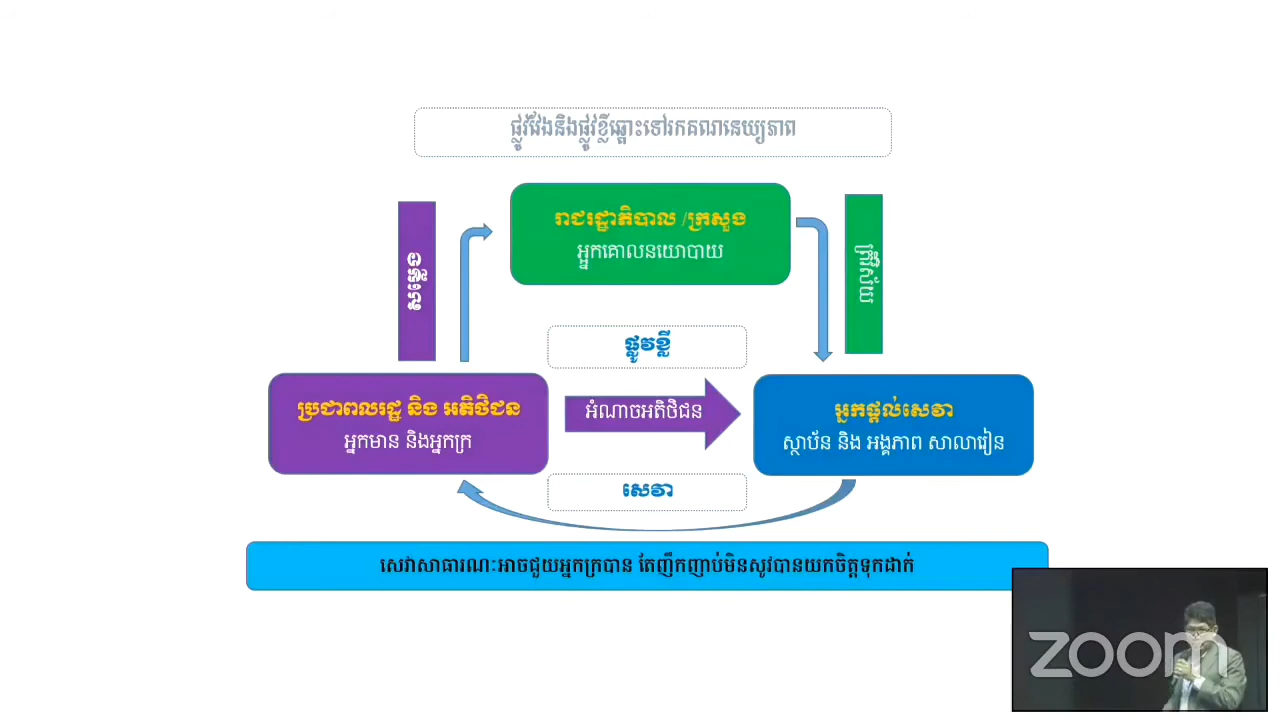 ផ្លូវវែងនិងផ្លូវខ្លីឆ្ពោះទៅរកគណនេយ្យភាព
រាជរដ្ឋាភិបាល /ក្រសួង
អ្នកគោលនយោបាយ
សម្លេង
ផ្លូវខ្លី
ប្រជាពលរដ្ឋ និង អតិថិជន
អ្នកមាន និងអ្នកក្រ
អំណាចអតិថិជន
អ្នកផ្តល់សេវា
ស្ថាប័ន និង អង្គភាព សាលារៀន
សេវា
សេវាសាធារណៈអាចជួយអ្នកក្របាន តែញឹកញាប់មិនសូវបានយកចិត្តទុកដាក់
zoom